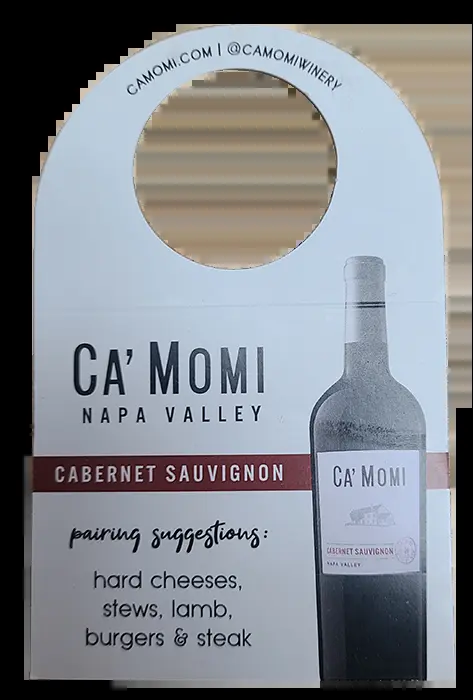 CAMOMI.COM | @CAMOMIWINERY
CA' MOMI
NAPA VALLEY
CABERNET SAUVIGNON
pairing suggestions:
hard cheeses,
stews, lamb,
burgers & steak
CA' MOMI
CABERNET SAUVIGNON
NAPA VALLEY